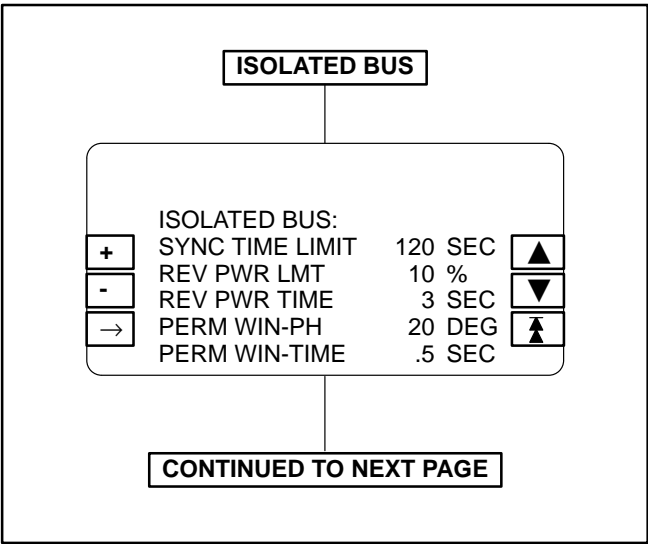 ISOLATED BUS
ISOLATED BUS:
+ SYNC TIME LIMIT 120 SEC ▲
- REV PWR LMT 10 %
REV PWR TIME 3 SEC ▼
→ PERM WIN-PH 20 DEG
PERM WIN-TIME .5 SEC
CONTINUED TO NEXT PAGE